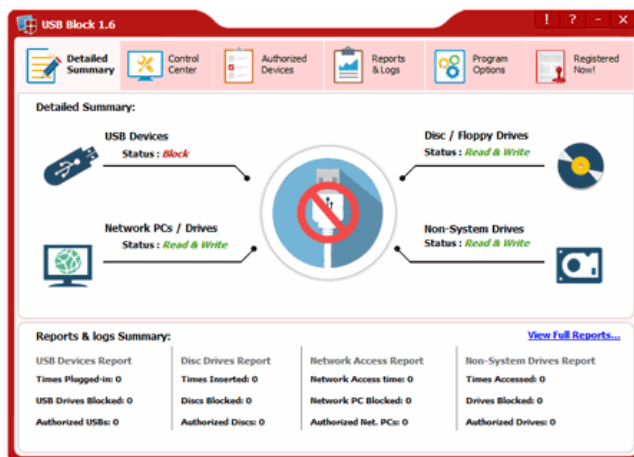 USB Block 1.6
! ? - X
Detailed Summary
Control Center
Authorized Devices
Reports & Logs
Program Options
Registered Now!
Detailed Summary:
USB Devices
Status : Block
Disc / Floppy Drives
Status : Read & Write
Network PCs / Drives
Status : Read & Write
Non-System Drives
Status : Read & Write
Reports & logs Summary:
View Full Reports...
USB Devices Report
Times Plugged-in: 0
USB Drives Blocked: 0
Authorized USBs: 0
Disc Drives Report
Times Inserted: 0
Discs Blocked: 0
Authorized Discs: 0
Network Access Report
Network Access time: 0
Network PC Blocked: 0
Authorized Net. PCs: 0
Non-System Drives Report
Times Accessed: 0
Drives Blocked: 0
Authorized Drives: 0